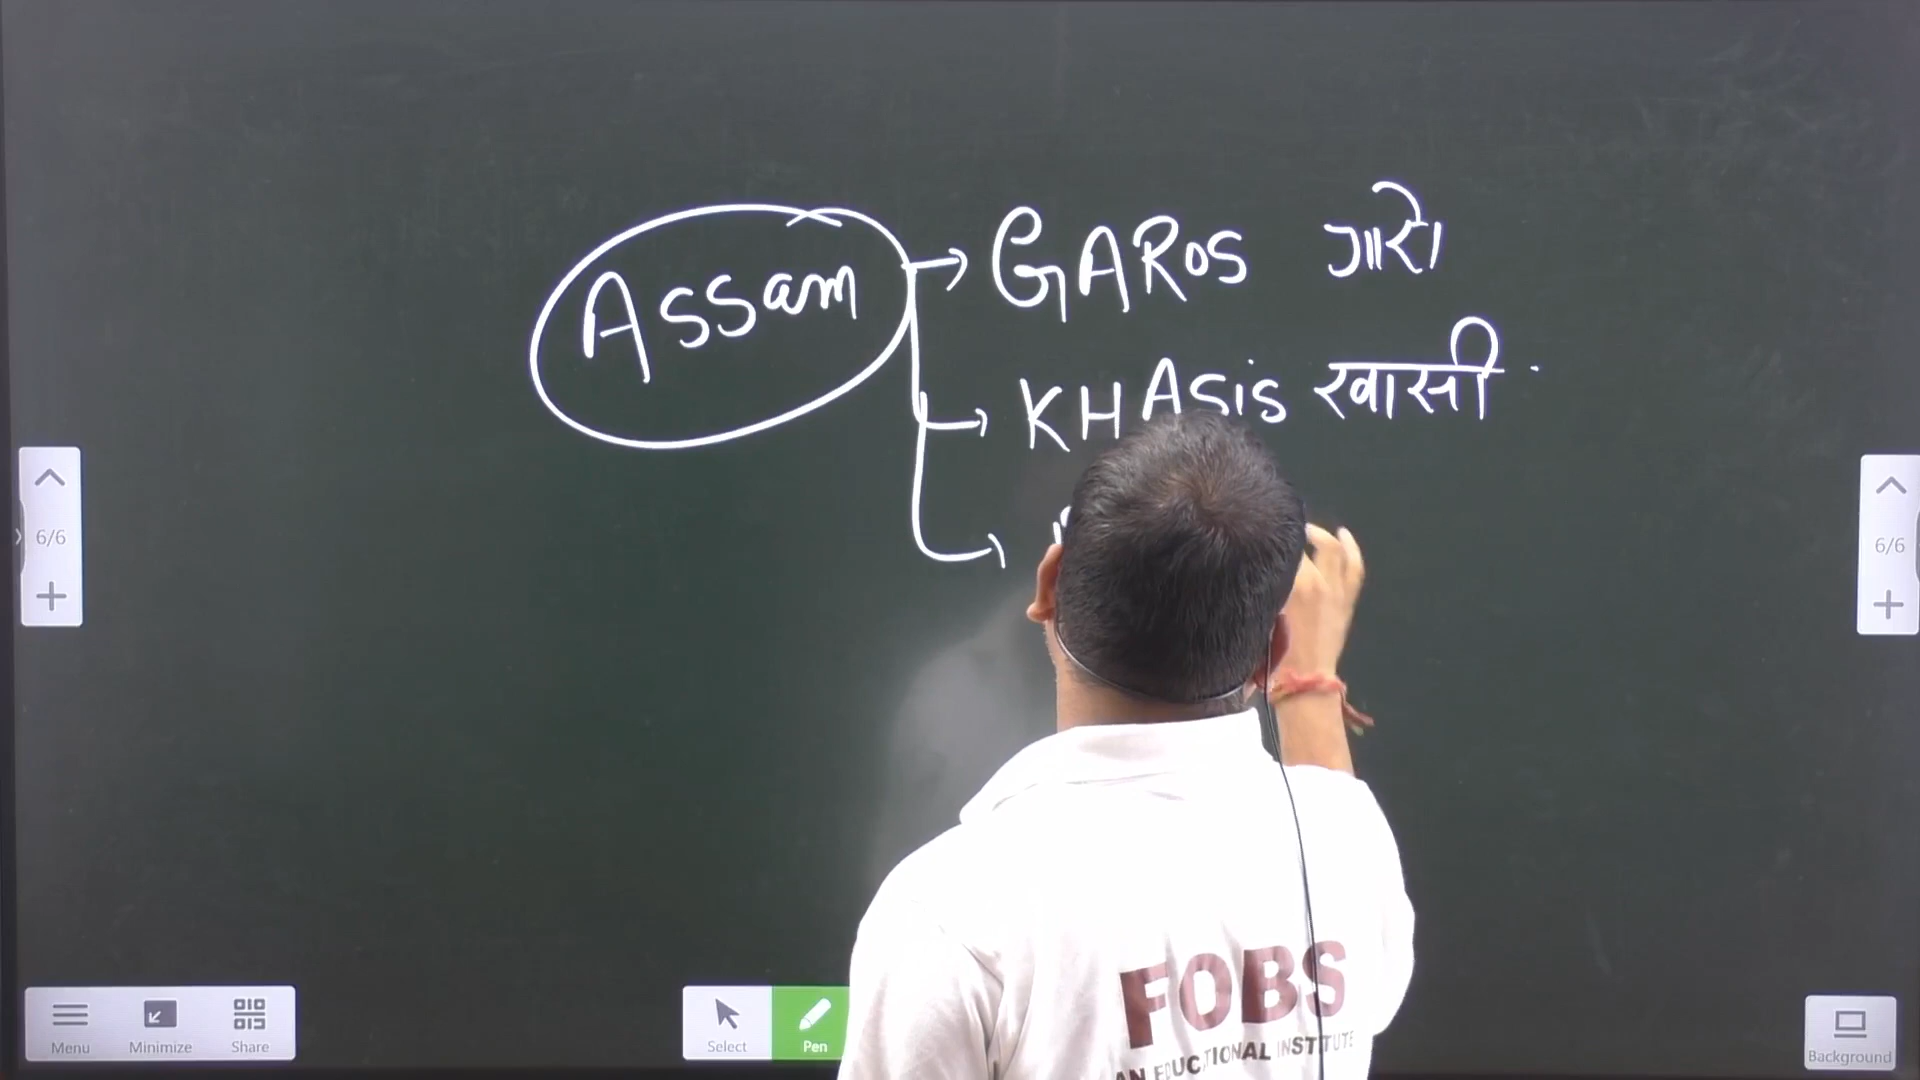 Assam
GAROS गारो
KHASIS खासी
6/6
6/6
FOBS
AN EDUCATIONAL INSTITUTE
Menu Minimize Share
Select Pen
Background